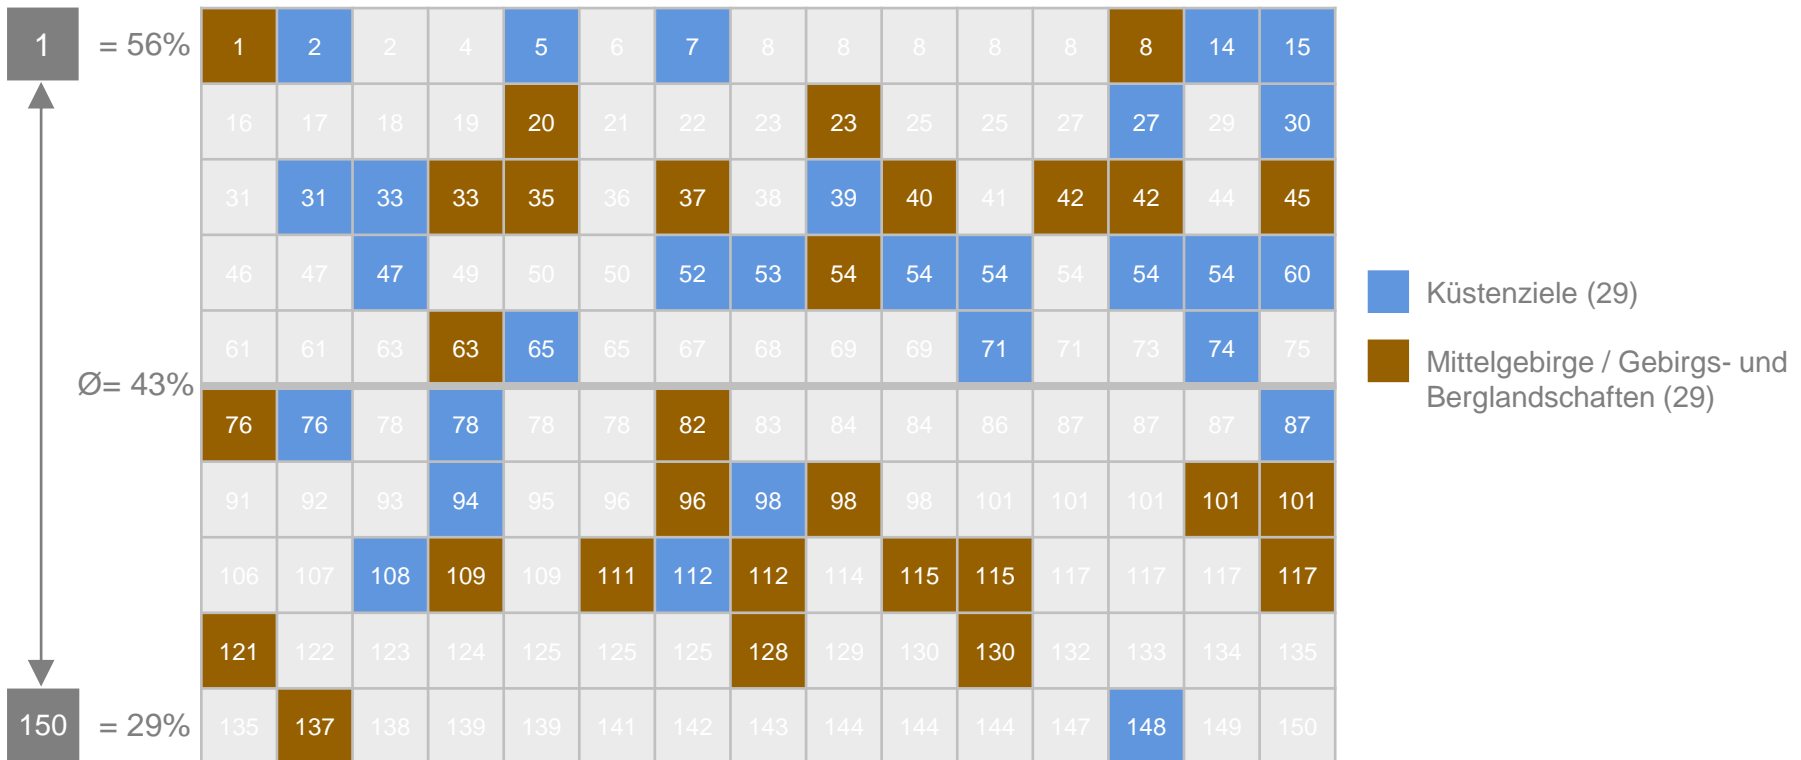 1 = 56% 1 2 2 4 5 6 7 8 8 8 8 8 8 14 15
16 17 18 19 20 21 22 23 23 25 25 27 27 29 30
31 31 33 33 35 36 37 38 39 40 41 42 42 44 45
46 47 47 49 50 50 52 53 54 54 54 54 54 54 60
Küstenziele (29)
61 61 63 63 65 65 67 68 69 69 71 71 73 74 75
Mittelgebirge / Gebirgs- und
Berglandschaften (29)
Ø= 43%
76 76 78 78 78 78 82 83 84 84 86 87 87 87 87
91 92 93 94 95 96 96 98 98 98 101 101 101 101 101
106 107 108 109 109 111 112 112 114 115 115 117 117 117 117
121 122 123 124 125 125 125 128 129 130 130 132 133 134 135
150 = 29% 135 137 138 139 139 141 142 143 144 144 144 147 148 149 150